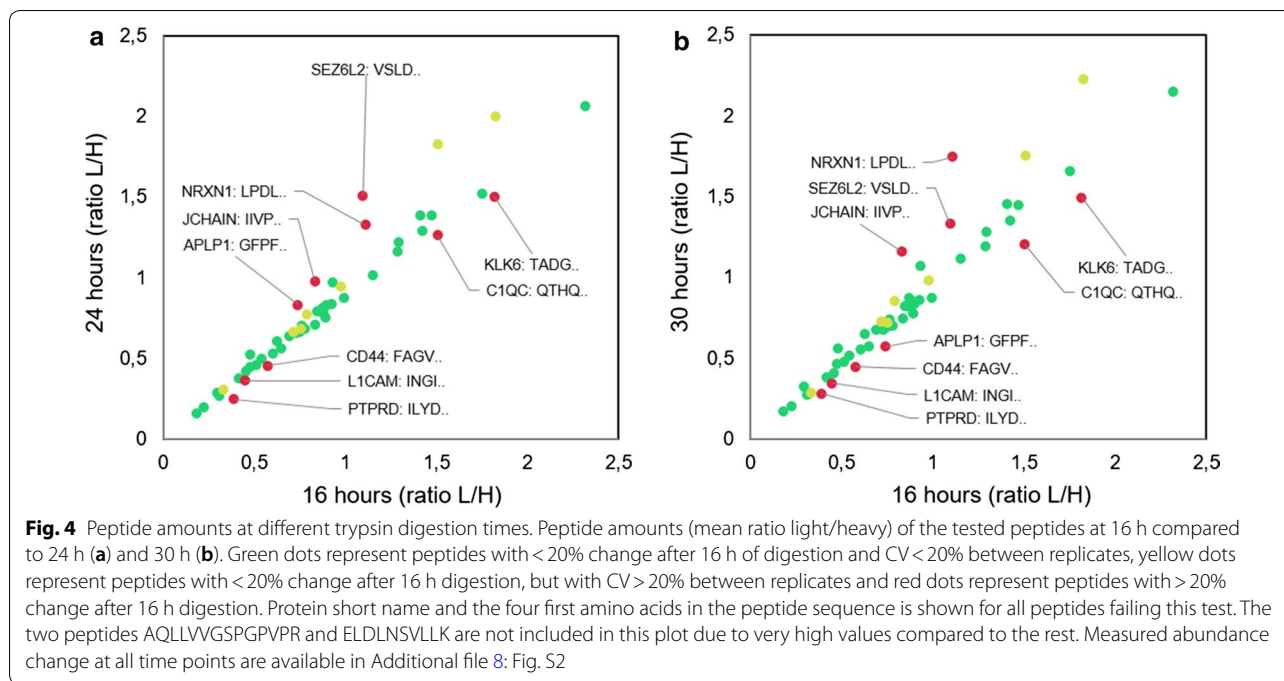 a
2,5
2
1,5
1
0,5
0
24 hours (ratio L/H)
SEZ6L2: VSLD..
NRXN1: LPDL..
JCHAIN: IIVP..
APLP1: GFPF..
KLK6: TADG..
C1QC: QTHQ..
CD44: FAGV..
L1CAM: INGI..
PTPRD: ILYD..
0 0,5 1 1,5 2 2,5
16 hours (ratio L/H)
b
2,5
2
1,5
1
0,5
0
30 hours (ratio L/H)
NRXN1: LPDL..
SEZ6L2: VSLD..
JCHAIN: IIVP..
KLK6: TADG..
C1QC: QTHQ..
APLP1: GFPF..
CD44: FAGV..
L1CAM: INGI..
PTPRD: ILYD..
0 0,5 1 1,5 2 2,5
16 hours (ratio L/H)
Fig. 4 Peptide amounts at different trypsin digestion times. Peptide amounts (mean ratio light/heavy) of the tested peptides at 16 h compared
to 24 h (a) and 30 h (b). Green dots represent peptides with < 20% change after 16 h of digestion and CV < 20% between replicates, yellow dots
represent peptides with < 20% change after 16 h digestion, but with CV > 20% between replicates and red dots represent peptides with > 20%
change after 16 h digestion. Protein short name and the four first amino acids in the peptide sequence is shown for all peptides failing this test. The
two peptides AQLLVVGSPGPVPR and ELDLNSVLLK are not included in this plot due to very high values compared to the rest. Measured abundance
change at all time points are available in Additional file 8: Fig. S2